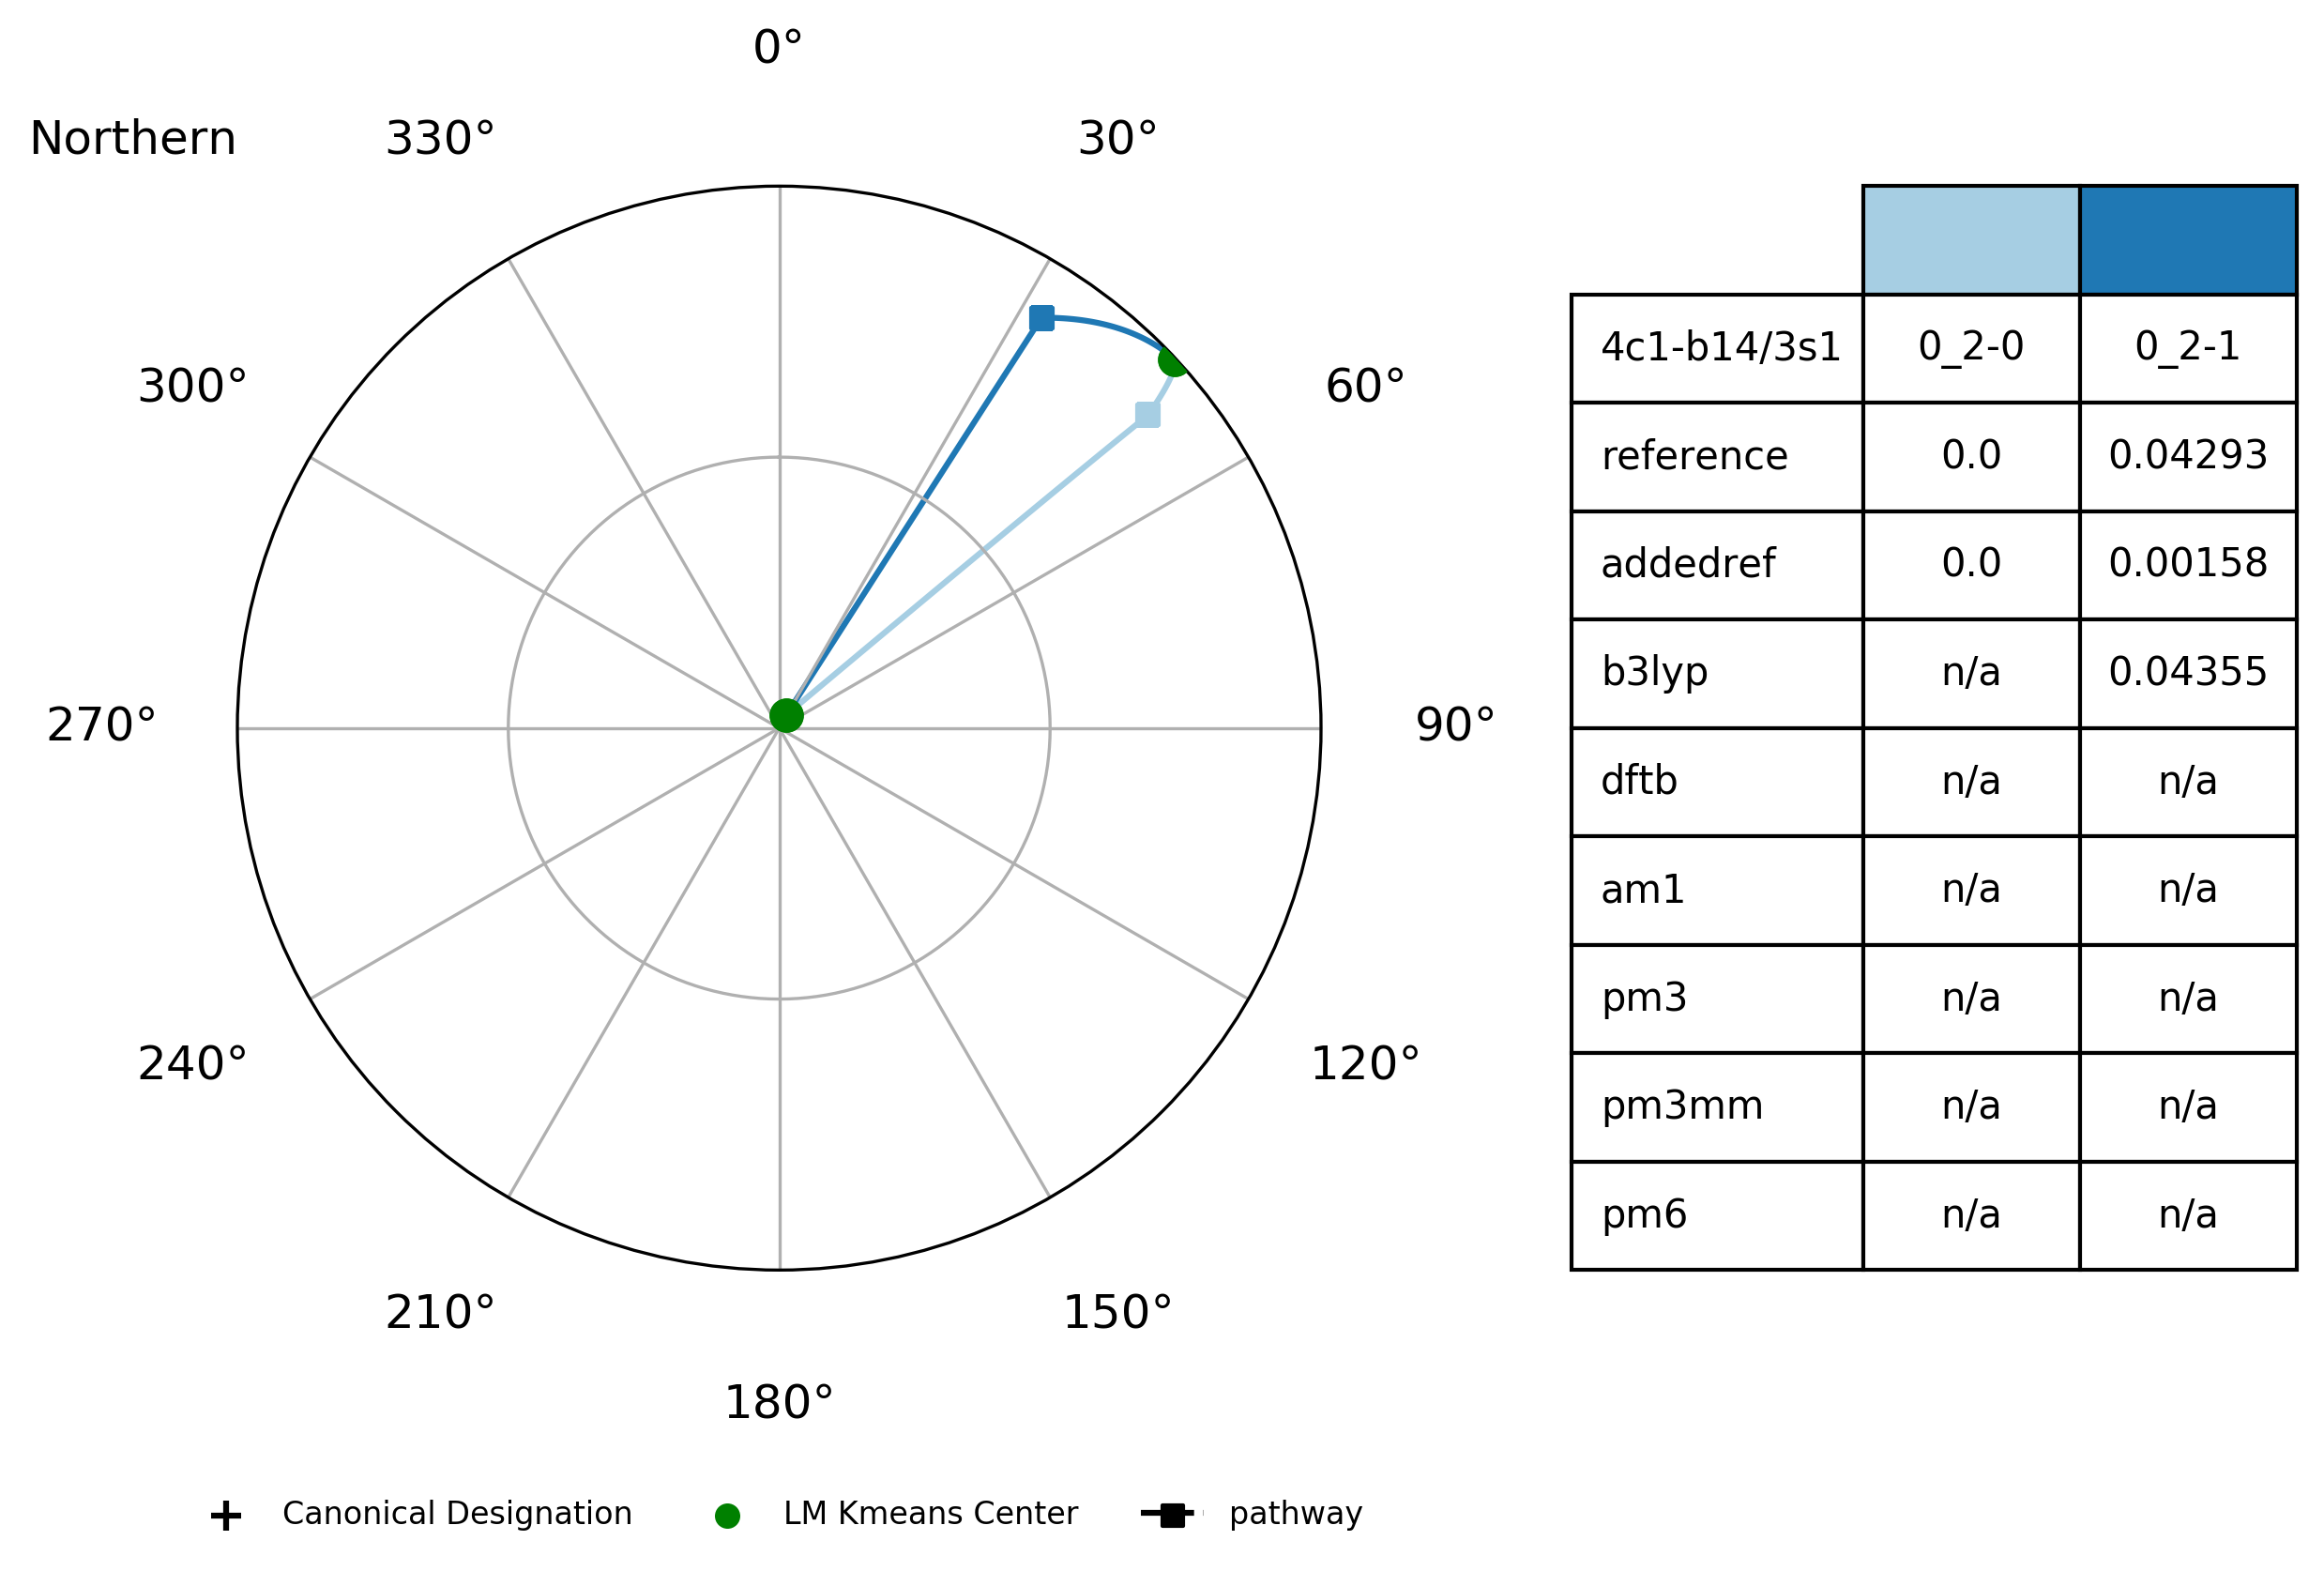 0°
Northern
330°
30°
300°
60°
270°
90°
240°
120°
210°
150°
180°
4c1-b14/3s1 0_2-0 0_2-1
reference 0.0 0.04293
addedref 0.0 0.00158
b3lyp n/a 0.04355
dftb n/a n/a
am1 n/a n/a
pm3 n/a n/a
pm3mm n/a n/a
pm6 n/a n/a
Canonical Designation LM Kmeans Center pathway